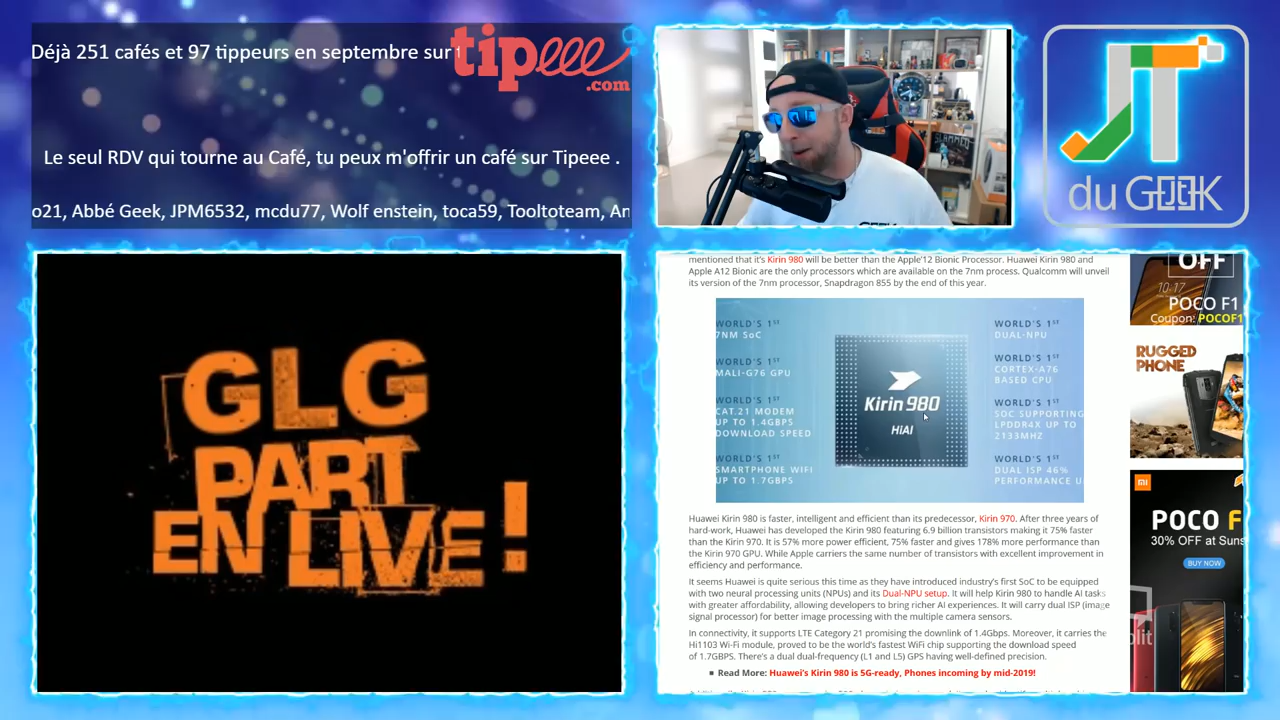 Déjà 251 cafés et 97 tippeurs en septembre sur
tipeee
.com
Le seul RDV qui tourne au Café, tu peux m'offrir un café sur Tipeee .
o21, Abbé Geek, JPM6532, mcdu77, Wolf enstein, toca59, Tooltoteam, An
SLAMMED
JT
du GEEK
GLG
PART
EN LIVE !
mentioned that it's Kirin 980 will be better than the Apple'12 Bionic Processor. Huawei Kirin 980 and
Apple A12 Bionic are the only processors which are available on the 7nm process. Qualcomm will unveil
its version of the 7nm processor, Snapdragon 855 by the end of this year.
WORLD'S 1ST
7NM SoC
WORLD'S 1ST
MALI-G76 GPU
WORLD'S 1ST
CAT.21 MODEM
UP TO 1.4GBPS
DOWNLOAD SPEED
WORLD'S 1ST
SMARTPHONE WIFI
UP TO 1.7GBPS
Kirin 980
HIAI
WORLD'S 1ST
DUAL-NPU
WORLD'S 1ST
CORTEX-A76
BASED CPU
WORLD'S 1ST
SOC SUPPORTING
LPDDR4X UP TO
2133MHZ
WORLD'S 1ST
DUAL ISP 46%
PERFORMANCE U
Huawei Kirin 980 is faster, intelligent and efficient than its predecessor, Kirin 970. After three years of
hard-work, Huawei has developed the Kirin 980 featuring 6.9 billion transistors making it 75% faster
than the Kirin 970. It is 57% more power efficient, 75% faster and gives 178% more performance than
the Kirin 970 GPU. While Apple carriers the same number of transistors with excellent improvement in
efficiency and performance.
It seems Huawei is quite serious this time as they have introduced industry's first SoC to be equipped
with two neural processing units (NPUs) and its Dual-NPU setup. It will help Kirin 980 to handle AI tasks
with greater affordability, allowing developers to bring richer AI experiences. It will carry dual ISP (image
signal processor) for better image processing with the multiple camera sensors.
In connectivity, it supports LTE Category 21 promising the downlink of 1.4Gbps. Moreover, it carries the
Hi1103 Wi-Fi module, proved to be the world's fastest WiFi chip supporting the download speed
of 1.7GBPS. There's a dual dual-frequency (L1 and L5) GPS having well-defined precision.
▪ Read More: Huawei's Kirin 980 is 5G-ready, Phones incoming by mid-2019!
OFF
10:17
POCO F1
Coupon: POCOF1
RUGGED
PHONE
mi
POCO F
30% OFF at Suns
BUY NOW
olit